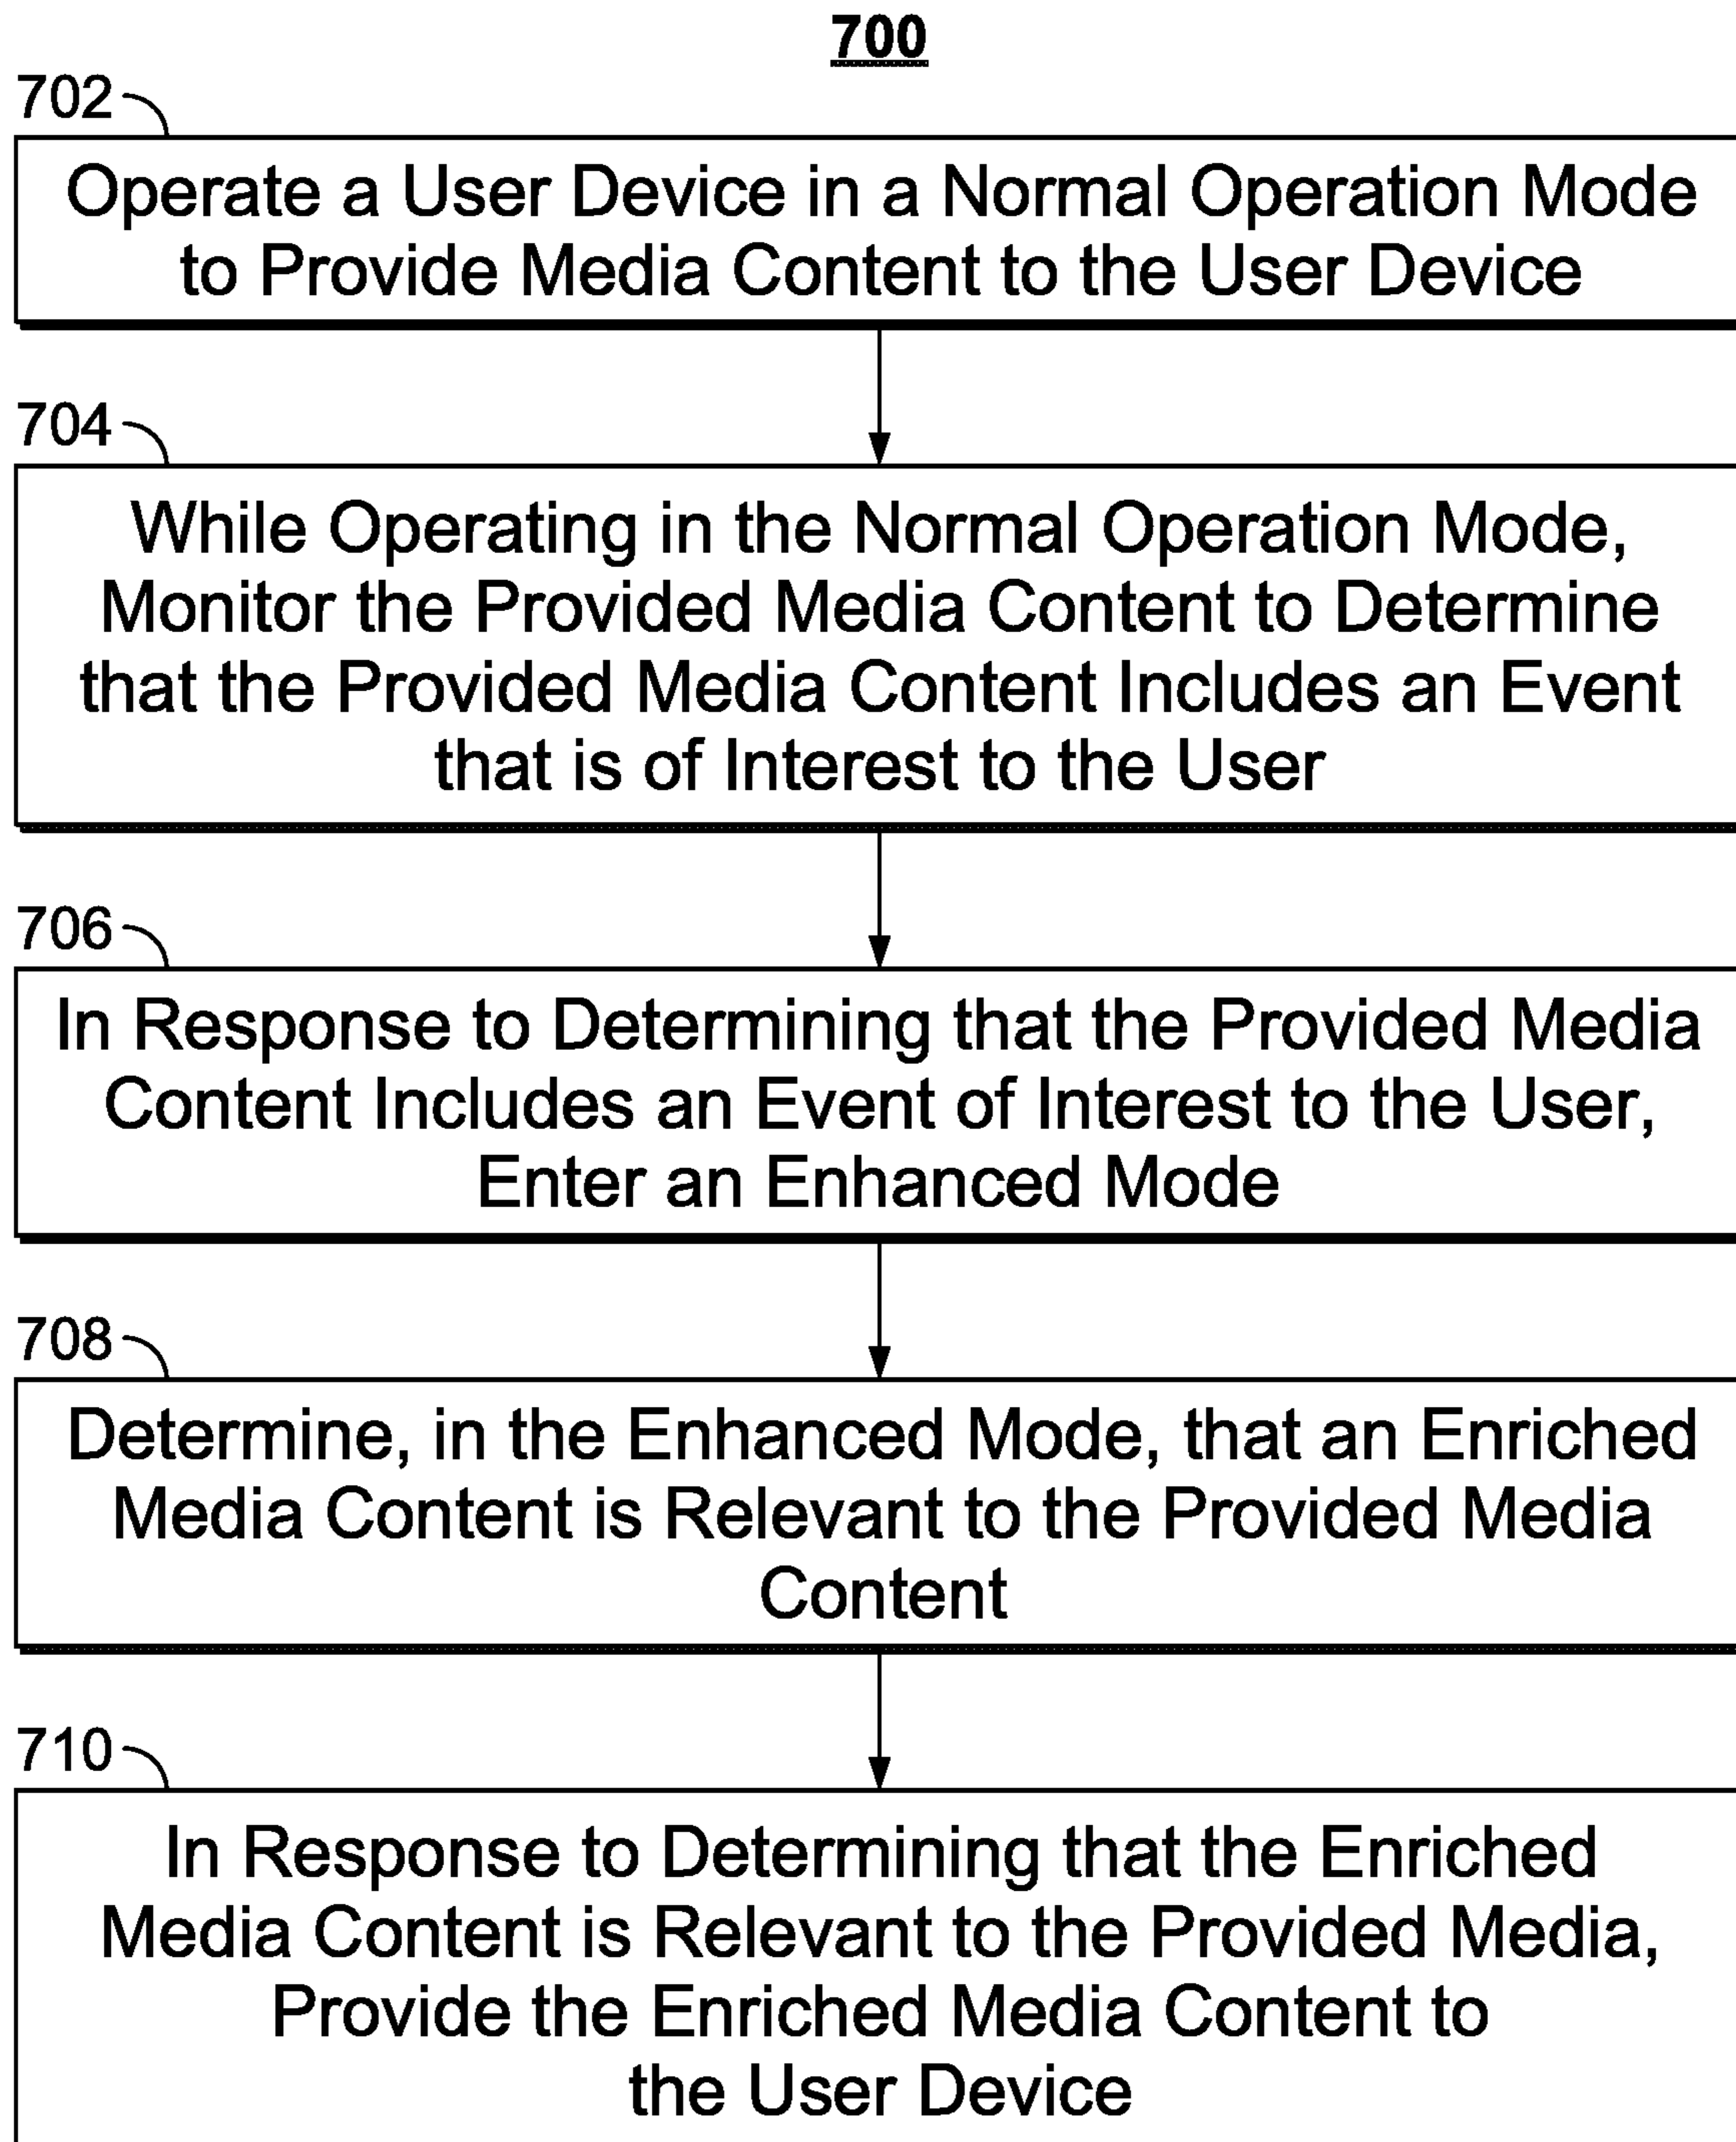 700
702
Operate a User Device in a Normal Operation Mode
to Provide Media Content to the User Device
704
While Operating in the Normal Operation Mode,
Monitor the Provided Media Content to Determine
that the Provided Media Content Includes an Event
that is of Interest to the User
706
In Response to Determining that the Provided Media
Content Includes an Event of Interest to the User,
Enter an Enhanced Mode
708
Determine, in the Enhanced Mode, that an Enriched
Media Content is Relevant to the Provided Media
Content
710
In Response to Determining that the Enriched
Media Content is Relevant to the Provided Media,
Provide the Enriched Media Content to
the User Device